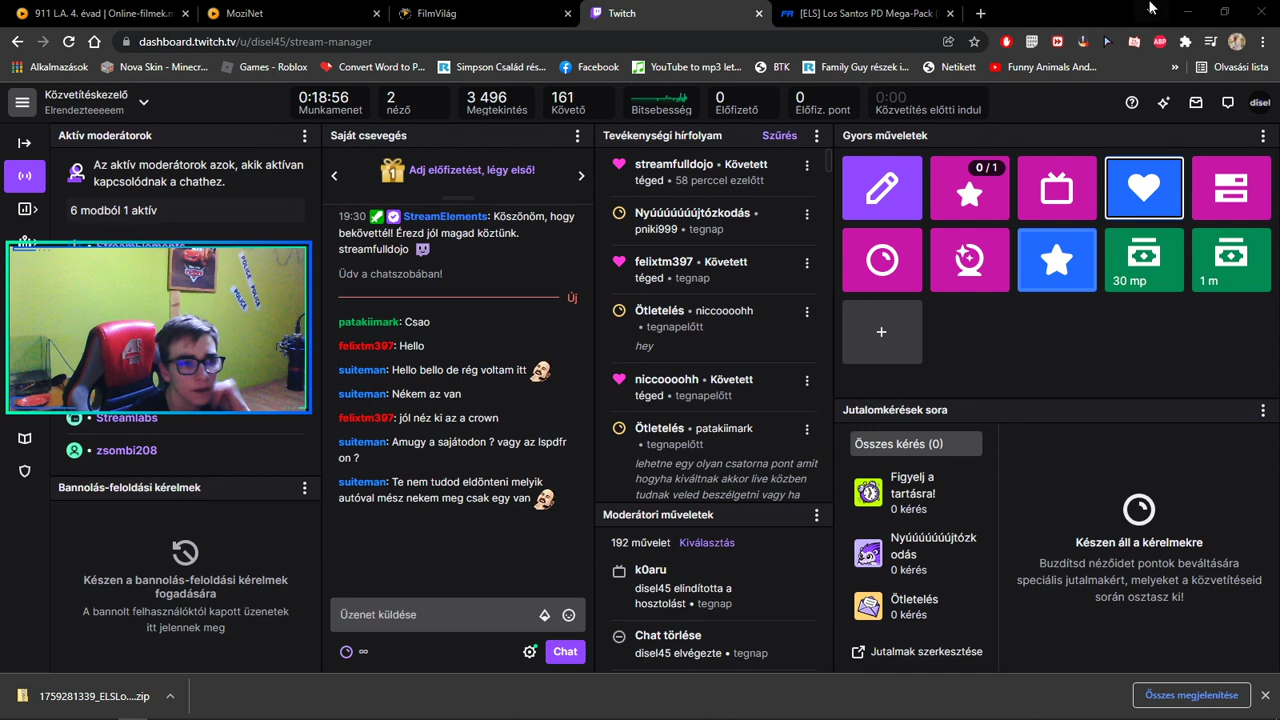 911 L.A. 4. évad | Online-filmek.m
MoziNet
FilmVilág
Twitch
[ELS] Los Santos PD Mega-Pack (
dashboard.twitch.tv/u/disel45/stream-manager
Alkalmazások
Nova Skin - Minecr...
Games - Roblox
Convert Word to P...
Simpson Család rés...
Facebook
YouTube to mp3 let...
BTK
Family Guy részek i...
Netikett
Funny Animals And...
»
Olvasási lista
Közvetítéskezelő
Elrendezteeeeem
0:18:56
Munkamenet
2
néző
3 496
Megtekintés
161
Követő
Bitsebesség
0
Előfizető
0
Előfiz. pont
0:00
Közvetítés előtti indul
disel
Aktív moderátorok
Az aktív moderátorok azok, akik aktívan
kapcsolódnak a chathez.
6 modból 1 aktív
StreamElements
POLICE
POLICE
Streamlabs
zsombi208
Bannolás-feloldási kérelmek
Készen a bannolás-feloldási kérelmek
fogadására
A bannolt felhasználóktól kapott üzenetek
itt jelennek meg
Saját csevegés
1
Adj előfizetést, légy első!
19:30 StreamElements: Köszönöm, hogy
bekövettél! Érezd jól magad köztünk.
streamfulldojo
Üdv a chatszobában!
Új
patakiimark: Csao
felixtm397: Hello
suiteman: Hello bello de rég voltam itt
suiteman: Nékem az van
felixtm397: jól néz ki az a crown
suiteman: Amugy a sajátodon ? vagy az lspdfr
on ?
suiteman: Te nem tudod eldönteni melyik
autóval mész nekem meg csak egy van
Üzenet küldése
∞
Chat
Tevékenységi hírfolyam
Szűrés
streamfulldojo • Követett
téged • 58 perccel ezelőtt
Nyúúúúúúújtózkodás •
pniki999 • tegnap
felixtm397 • Követett
téged • tegnap
Ötletelés • niccoooohh
• tegnapelőtt
hey
niccoooohh • Követett
téged • tegnapelőtt
Ötletelés • patakiimark
• tegnapelőtt
lehetne egy olyan csatorna pont amit
hogyha kiváltnak akkor live közben
tudnak veled beszélgetni vagy ha
Moderátori műveletek
192 művelet Kiválasztás
k0aru
disel45 elindította a
hosztolást • tegnap
Chat törlése
disel45 elvégezte • tegnap
Gyors műveletek
0 / 1
30 mp
1 m
+
Jutalomkérések sora
Összes kérés (0)
Figyelj a
tartásra!
0 kérés
Nyúúúúúúújtózk
odás
0 kérés
Ötletelés
0 kérés
Jutalmak szerkesztése
Készen áll a kérelmekre
Buzdítsd nézőidet pontok beváltására
speciális jutalmakért, melyeket a közvetítéseid
során osztasz ki!
1759281339_ELSLo....zip
Összes megjelenítése